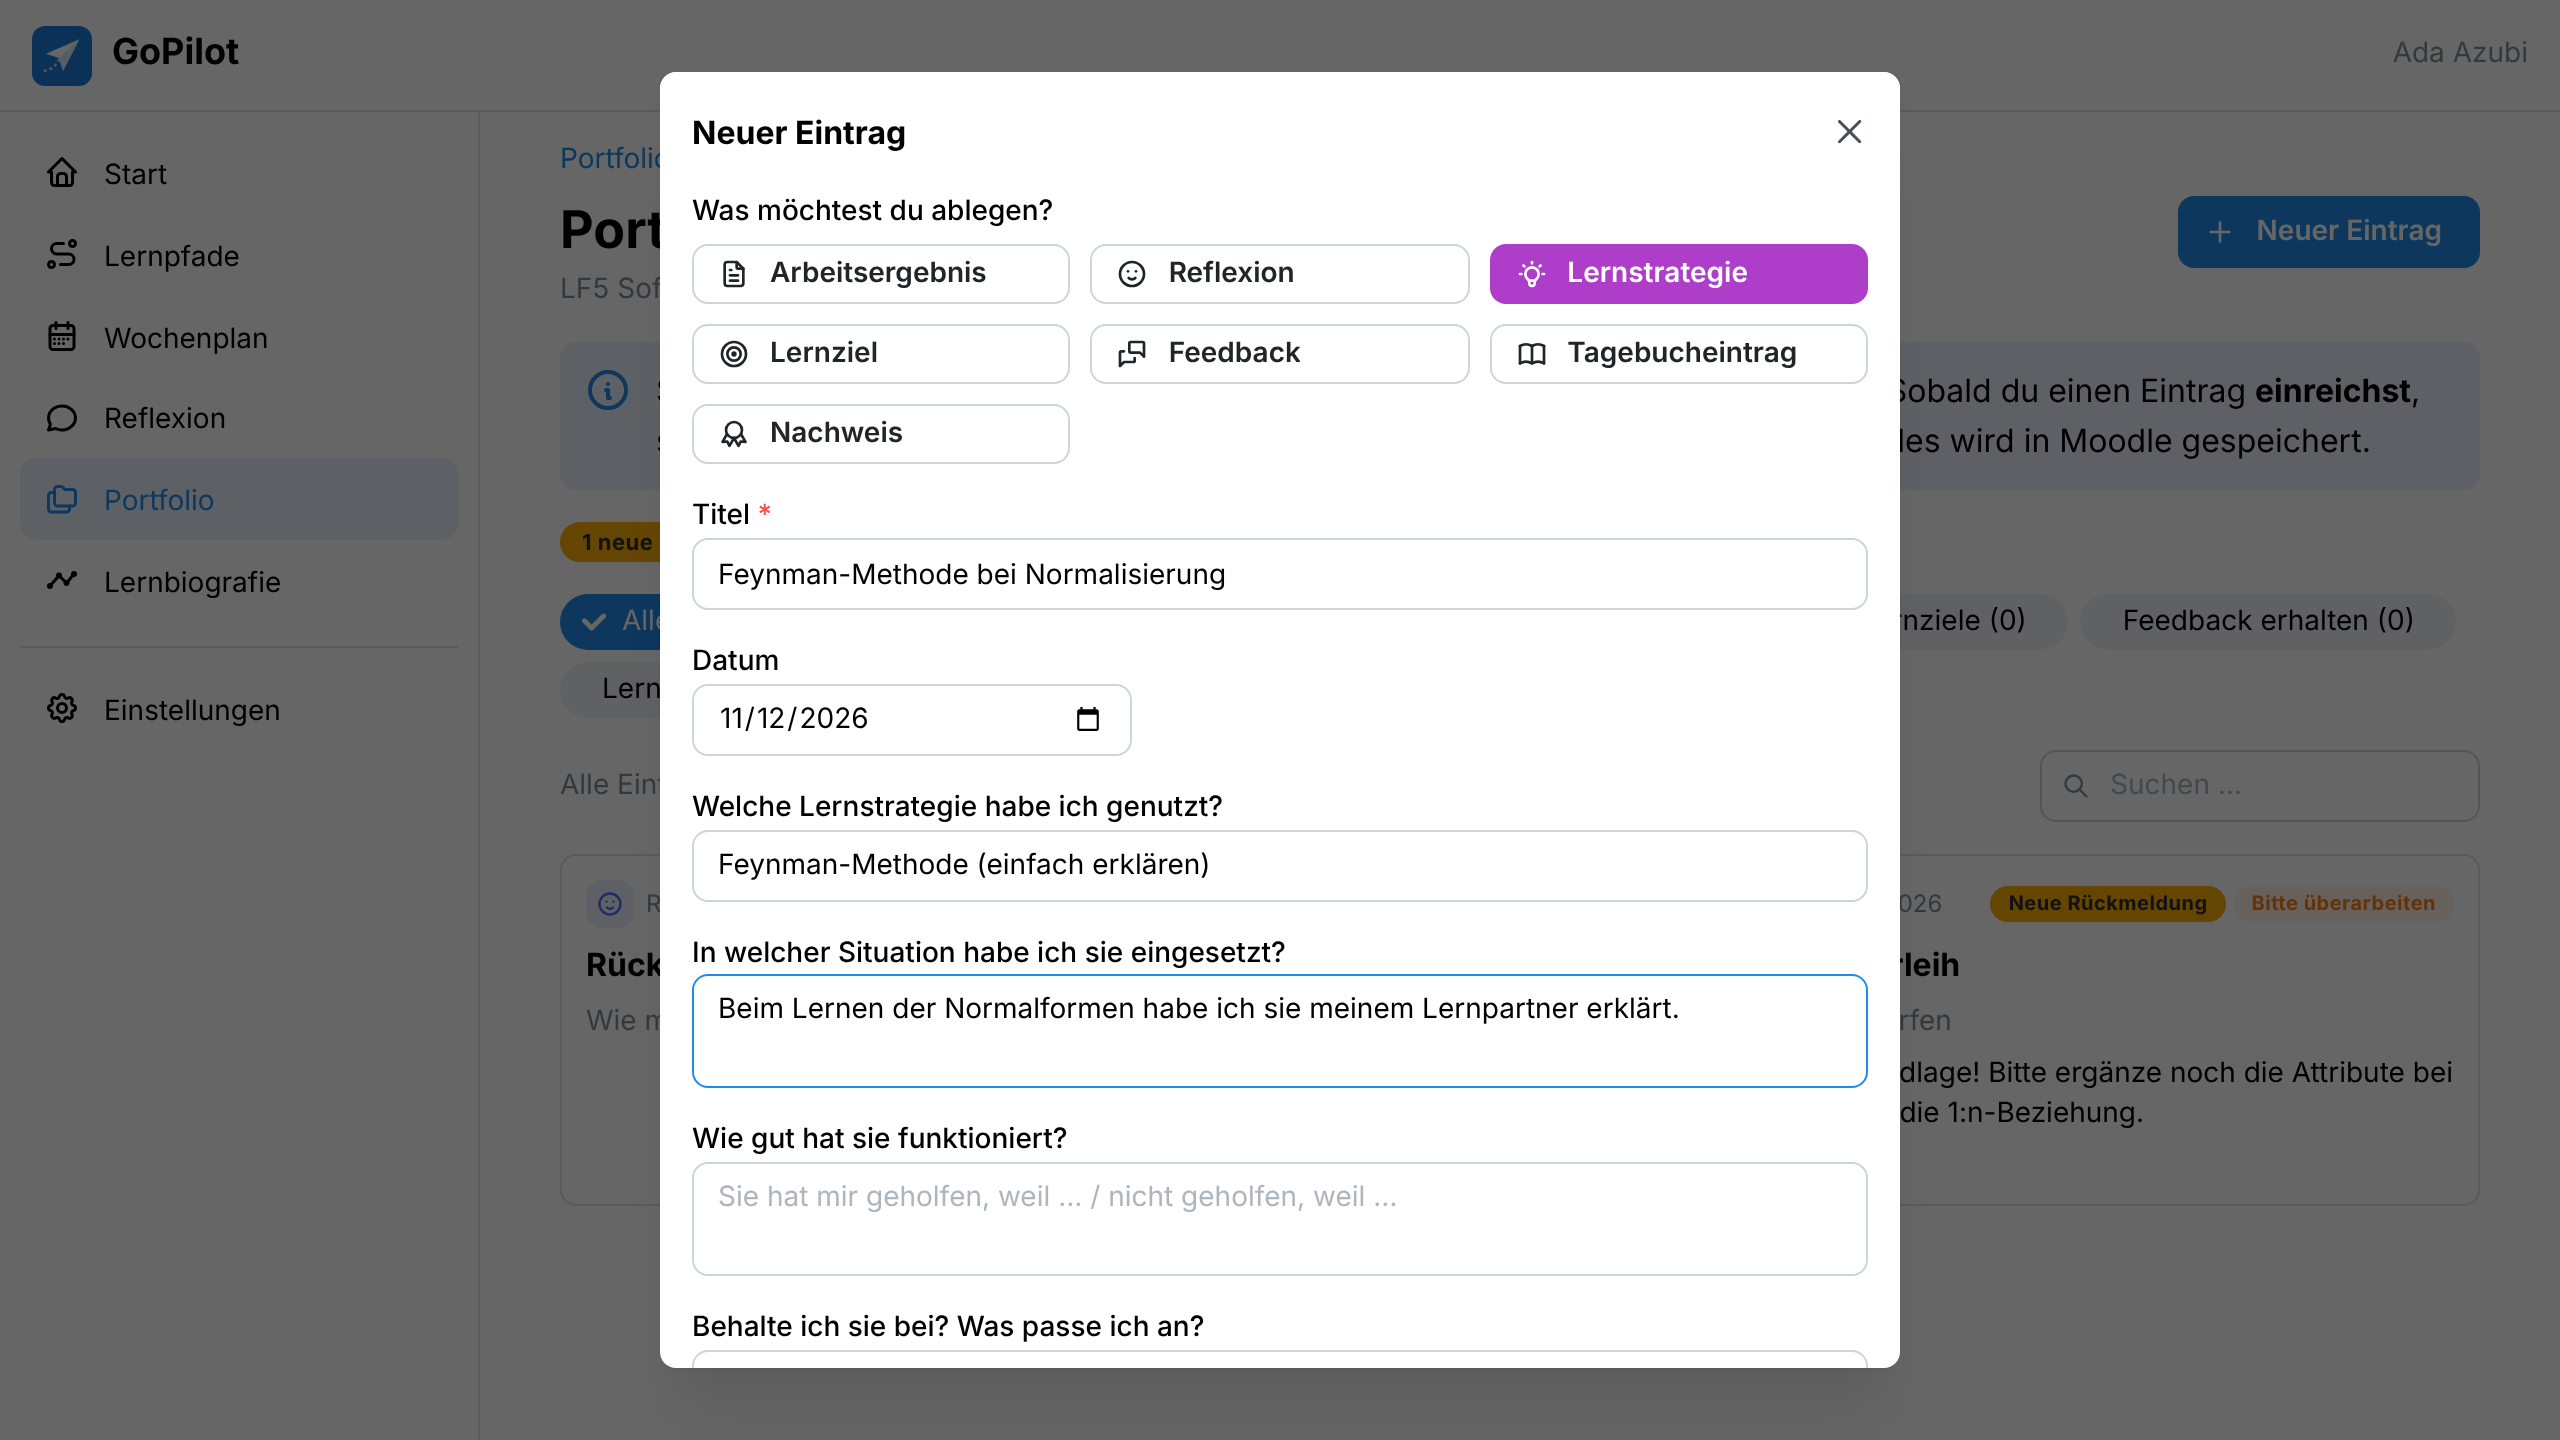 GoPilot
Ada Azubi
Start
Lernpfade
Wochenplan
Reflexion
Portfolio
Lernbiografie
Einstellungen
Portfolio
Port
LF5 Sof
Neuer Eintrag
Sobald du einen Eintrag einreichst,
les wird in Moodle gespeichert.
1 neue
Alle
nziele (0)
Feedback erhalten (0)
Lern
Alle Ein
Suchen ...
Rück
Wie m
026
Neue Rückmeldung
Bitte überarbeiten
rleih
rfen
dlage! Bitte ergänze noch die Attribute bei
die 1:n-Beziehung.
Neuer Eintrag
Was möchtest du ablegen?
Arbeitsergebnis
Reflexion
Lernstrategie
Lernziel
Feedback
Tagebucheintrag
Nachweis
Titel *
Feynman-Methode bei Normalisierung
Datum
11/12/2026
Welche Lernstrategie habe ich genutzt?
Feynman-Methode (einfach erklären)
In welcher Situation habe ich sie eingesetzt?
Beim Lernen der Normalformen habe ich sie meinem Lernpartner erklärt.
Wie gut hat sie funktioniert?
Sie hat mir geholfen, weil ... / nicht geholfen, weil ...
Behalte ich sie bei? Was passe ich an?